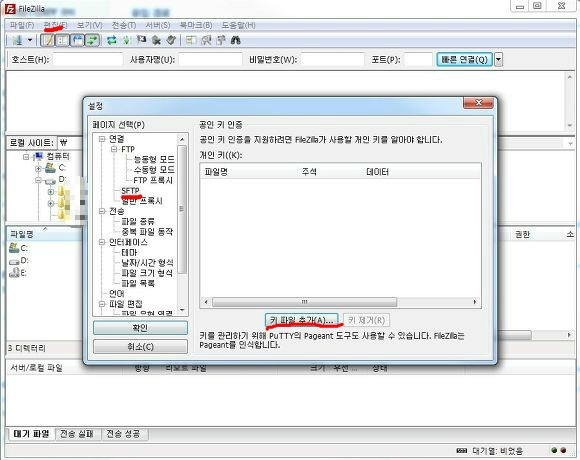 FileZilla
파일(F) 편집(E) 보기(V) 전송(T) 서버(S) 북마크(B) 도움말(H)
호스트(H): 사용자명(U): 비밀번호(W): 포트(P): 빠른 연결(Q)
설정
페이지 선택(P)
연결
FTP
능동형 모드
수동형 모드
FTP 프록시
SFTP
일반 프록시
전송
파일 종류
중복 파일 동작
인터페이스
테마
날짜/시간 형식
파일 크기 형식
파일 목록
언어
파일 편집
파일 유형 연결
확인
취소(C)
공인 키 인증
공인 키 인증을 지원하려면 FileZilla가 사용할 개인 키를 알아야 합니다.
개인 키((K):
파일명 주석 데이터
키 파일 추가(A)... 키 제거(R)
키를 관리하기 위해 PuTTY의 Pageant 도구도 사용할 수 있습니다. FileZilla는
Pageant를 인식합니다.
로컬 사이트: ₩
컴퓨터
C:
D:
파일명
C:
D:
E:
권한 소
3 디렉터리
서버/로컬 파일 방향 리모트 파일 크기 우선... 상태
대기 파일 전송 실패 전송 성공
대기열: 비었음